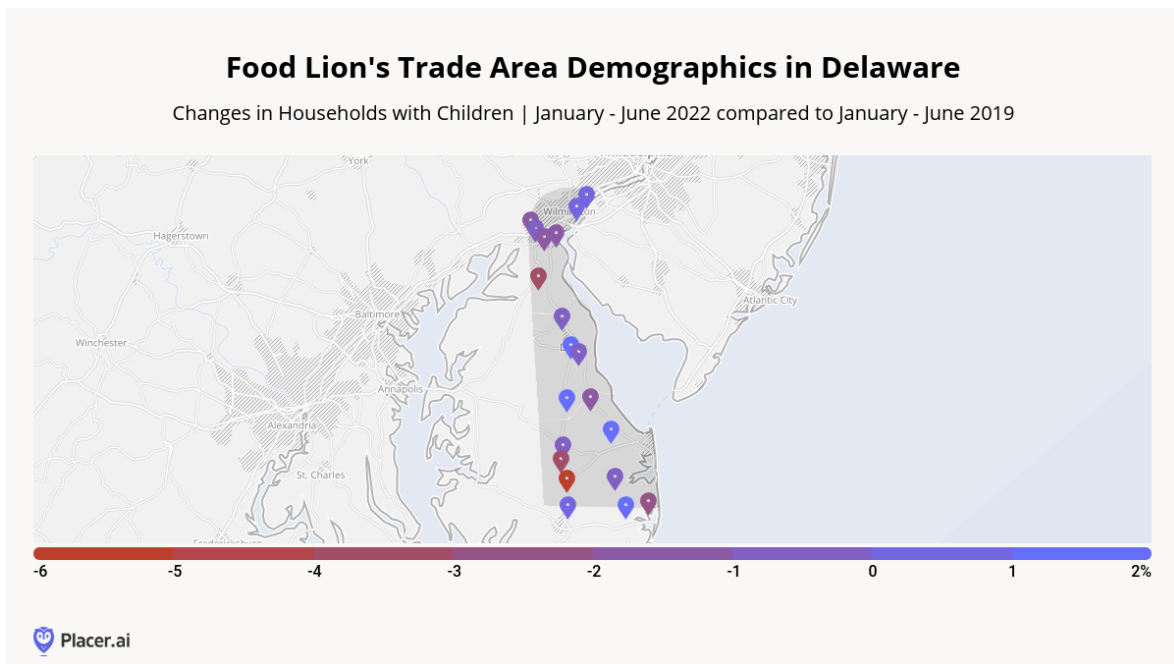 Food Lion's Trade Area Demographics in Delaware
Changes in Households with Children | January - June 2022 compared to January - June 2019
York
Wilmington
Hagerstown
Atlantic City
Baltimore
Winchester
Annapolis
Alexandria
St. Charles
-6 -5 -4 -3 -2 -1 0 1 2%
Placer.ai